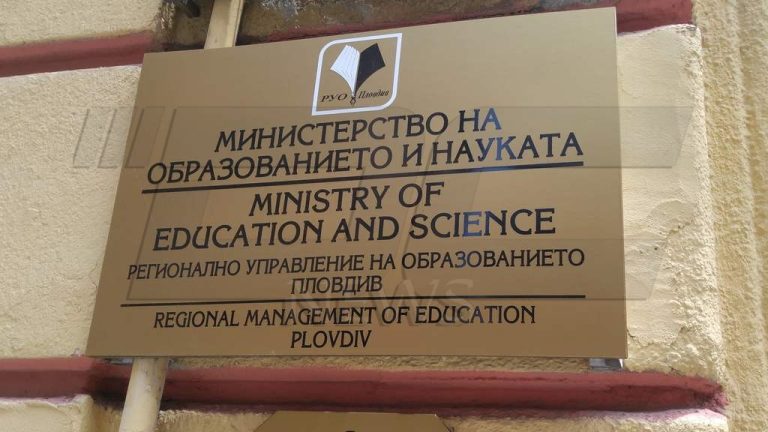 РУО Пловдив
МИНИСТЕРСТВО НА
ОБРАЗОВАНИЕТО И НАУКАТА
MINISTRY OF
EDUCATION AND SCIENCE
РЕГИОНАЛНО УПРАВЛЕНИЕ НА ОБРАЗОВАНИЕТО
ПЛОВДИВ
NEWS
REGIONAL MANAGEMENT OF EDUCATION
PLOVDIV